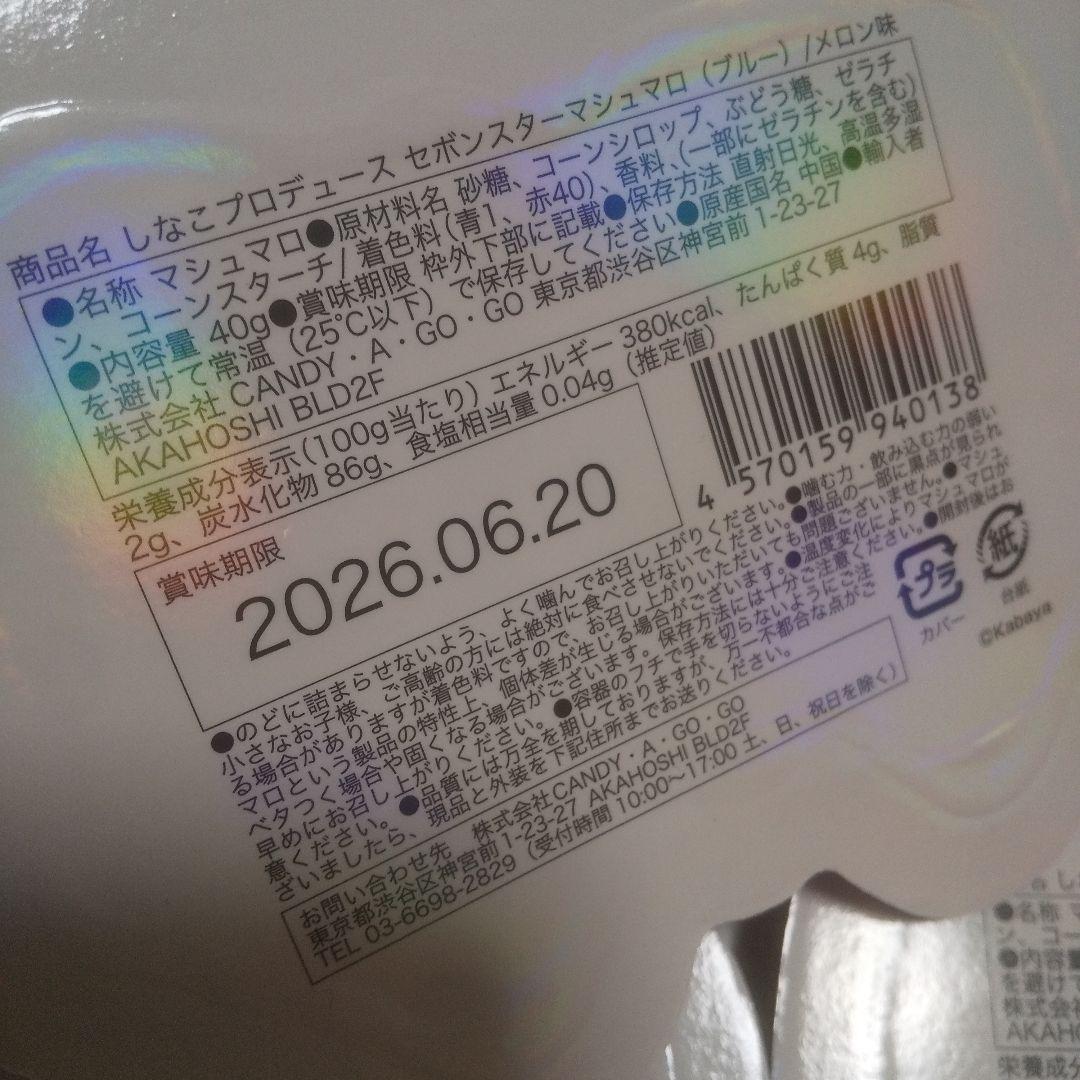 商品名 しなこプロデュース セボンスターマシュマロ（ブルー）/メロン味
●名称 マシュマロ●原材料名 砂糖、コーンシロップ、ぶどう糖、ゼラチ
ン、コーンスターチ/着色料(青1、赤40)、香料、(一部にゼラチンを含む)
●内容量 40g●賞味期限 枠外下部に記載●保存方法 直射日光、高温多湿
を避けて常温（25℃以下）で保存してください●原産国名 中国●輸入者
株式会社 CANDY・A・GO・GO 東京都渋谷区神宮前 1-23-27
AKAHOSHI BLD2F
栄養成分表示(100g当たり) エネルギー 380kcal、たんぱく質 4g、脂質
2g、炭水化物 86g、食塩相当量 0.04g（推定値）
賞味期限
2026.06.20
4 570159 940138
●のどに詰まらせないよう、よく噛んでお召し上がりください。●噛む力・飲み込む力の弱い
小さなお子様、ご高齢の方には絶対に食べさせないでください。●製品の一部に黒点が見られ
る場合がありますが着色料ですので、お召し上がりいただいても問題ございません。●マシュ
マロという製品の特性上、個体差が生じる場合がございます。●温度変化によりマシュマロが
ベタつく場合や固くなる場合がございます。保存方法には十分ご注意ください。●開封後はお
早めにお召し上がりください。●容器のフチで手を切らないようにご注
意ください。●品質には万全を期しておりますが、万一不都合な点がご
ざいましたら、現品と外装を下記住所までお送りください。
プラ
カバー
紙
台紙
©Kabaya
お問い合わせ先 株式会社CANDY・A・GO・GO
東京都渋谷区神宮前1-23-27 AKAHOSHI BLD2F
TEL 03-6698-2829（受付時間 10:00～17:00 土、日、祝日を除く）
●名称 マ
ン、コー
●内容量
を避けて
株式会社
AKAHO
栄養成分